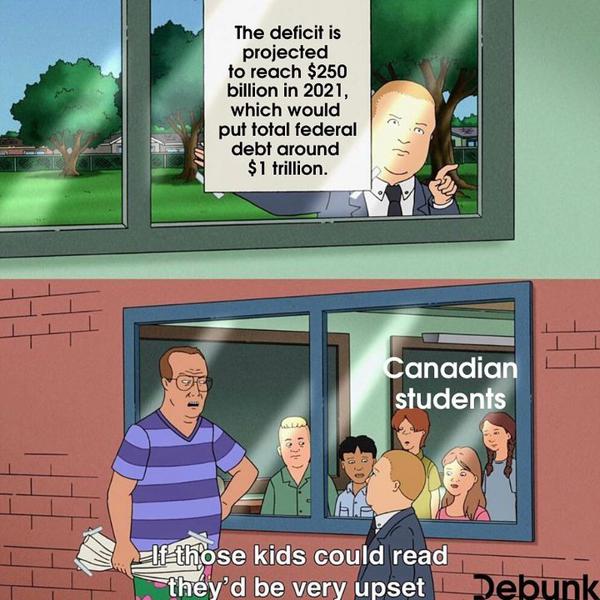 The deficit is
projected
to reach $250
billion in 2021,
which would
put total federal
debt around
$1 trillion.
Canadian
students
If those kids could read
they'd be very upset
Debunk